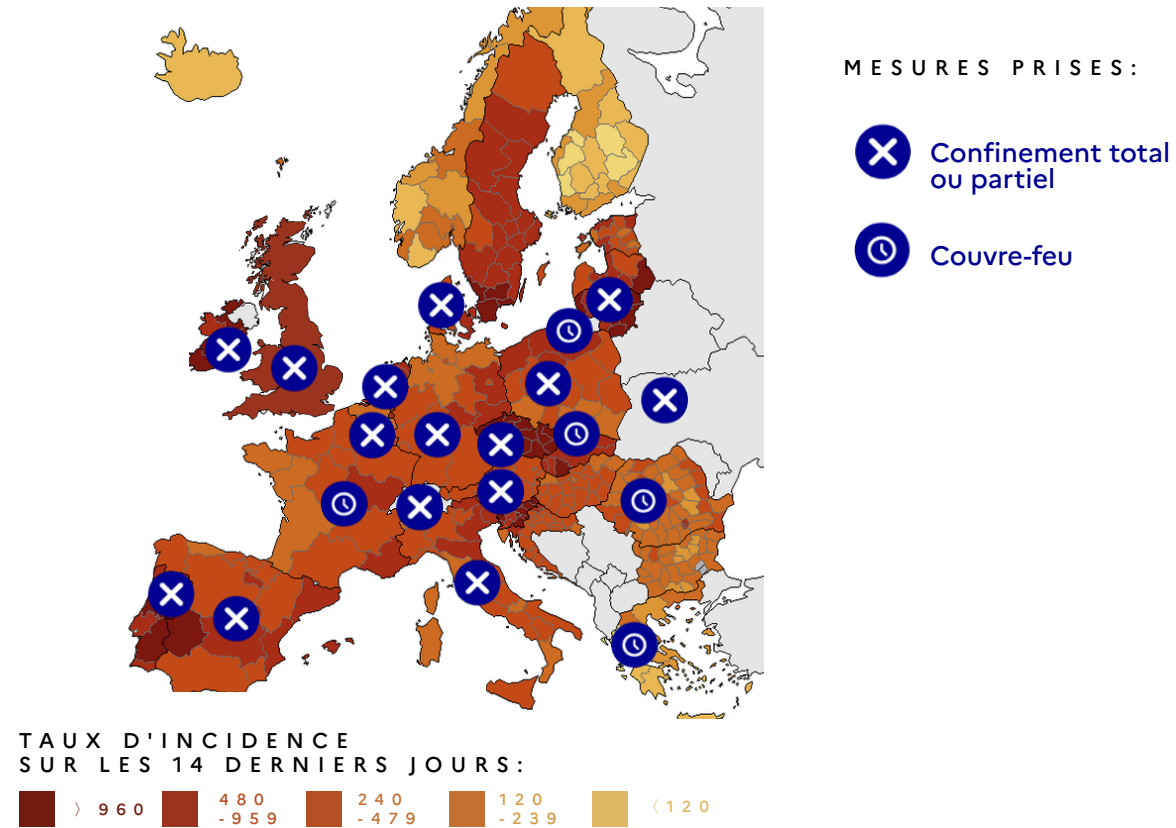 MESURES PRISES:
Confinement total
ou partiel
Couvre-feu
TAUX D'INCIDENCE
SUR LES 14 DERNIERS JOURS:
〉960
480
-959
240
-479
120
-239
〈120